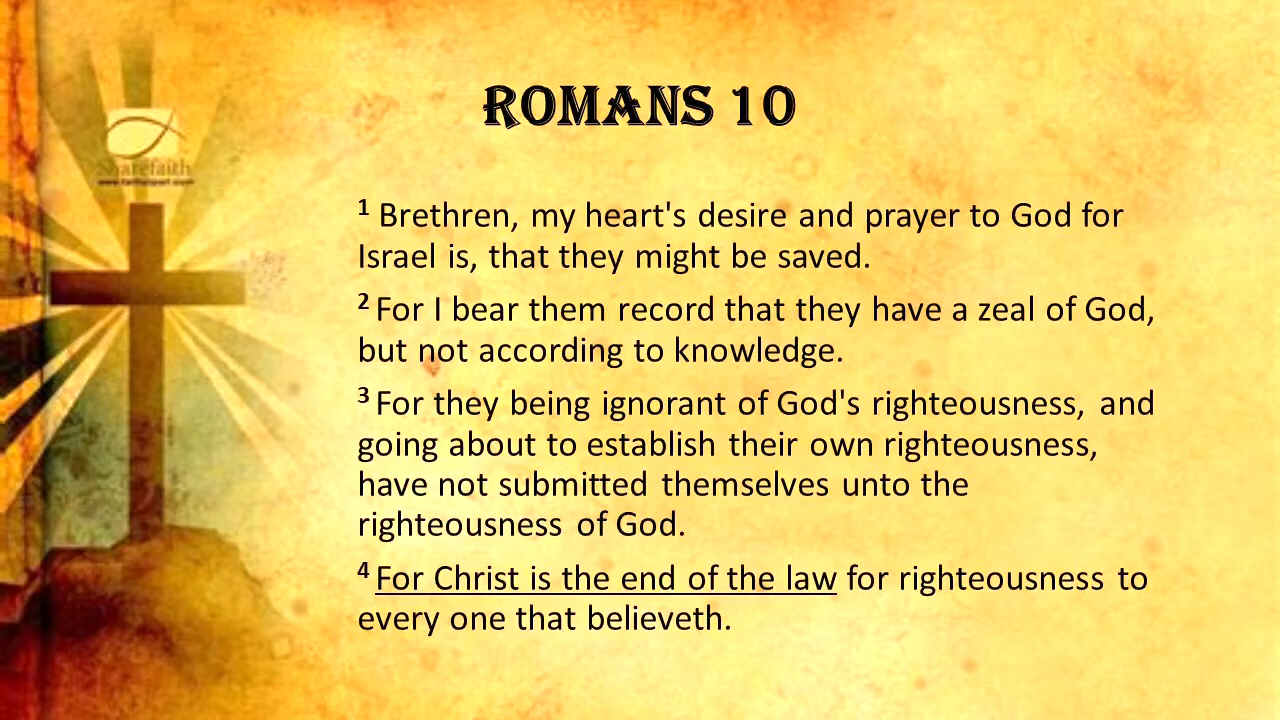 Sharefaith
ROMANS 10
1 Brethren, my heart's desire and prayer to God for
Israel is, that they might be saved.
2 For I bear them record that they have a zeal of God,
but not according to knowledge.
3 For they being ignorant of God's righteousness, and
going about to establish their own righteousness,
have not submitted themselves unto the
righteousness of God.
4 For Christ is the end of the law for righteousness to
every one that believeth.